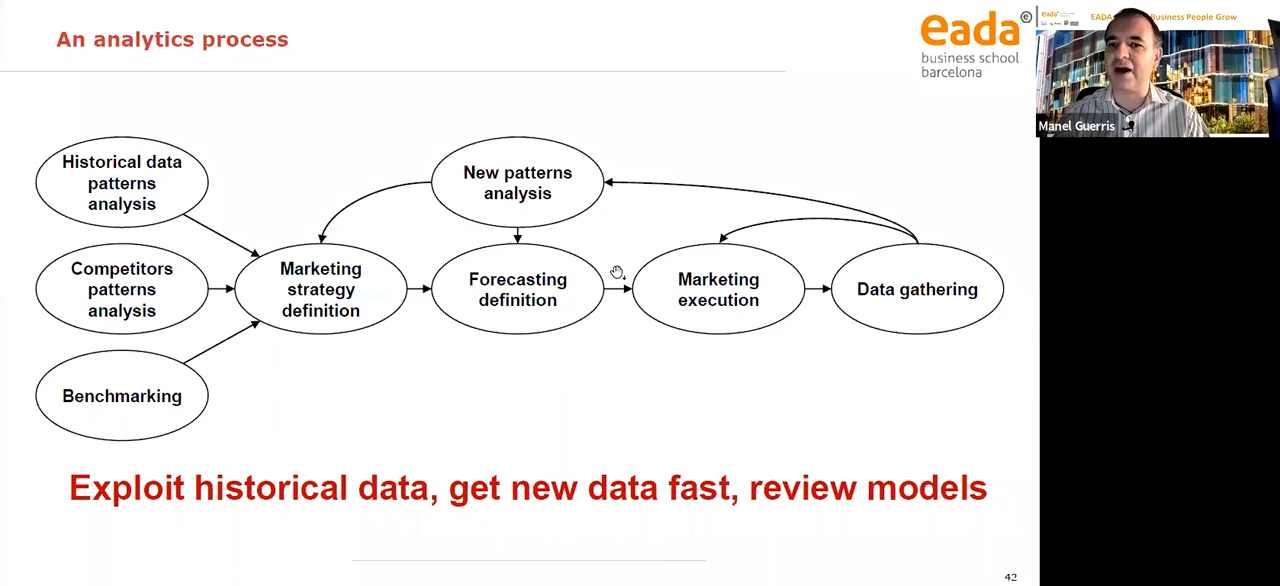 An analytics process
eada
business school
barcelona
EADA
Business People Grow
Manel Guerris
Historical data
patterns
analysis
New patterns
analysis
Competitors
patterns
analysis
Marketing
strategy
definition
Forecasting
definition
Marketing
execution
Data gathering
Benchmarking
Exploit historical data, get new data fast, review models
42